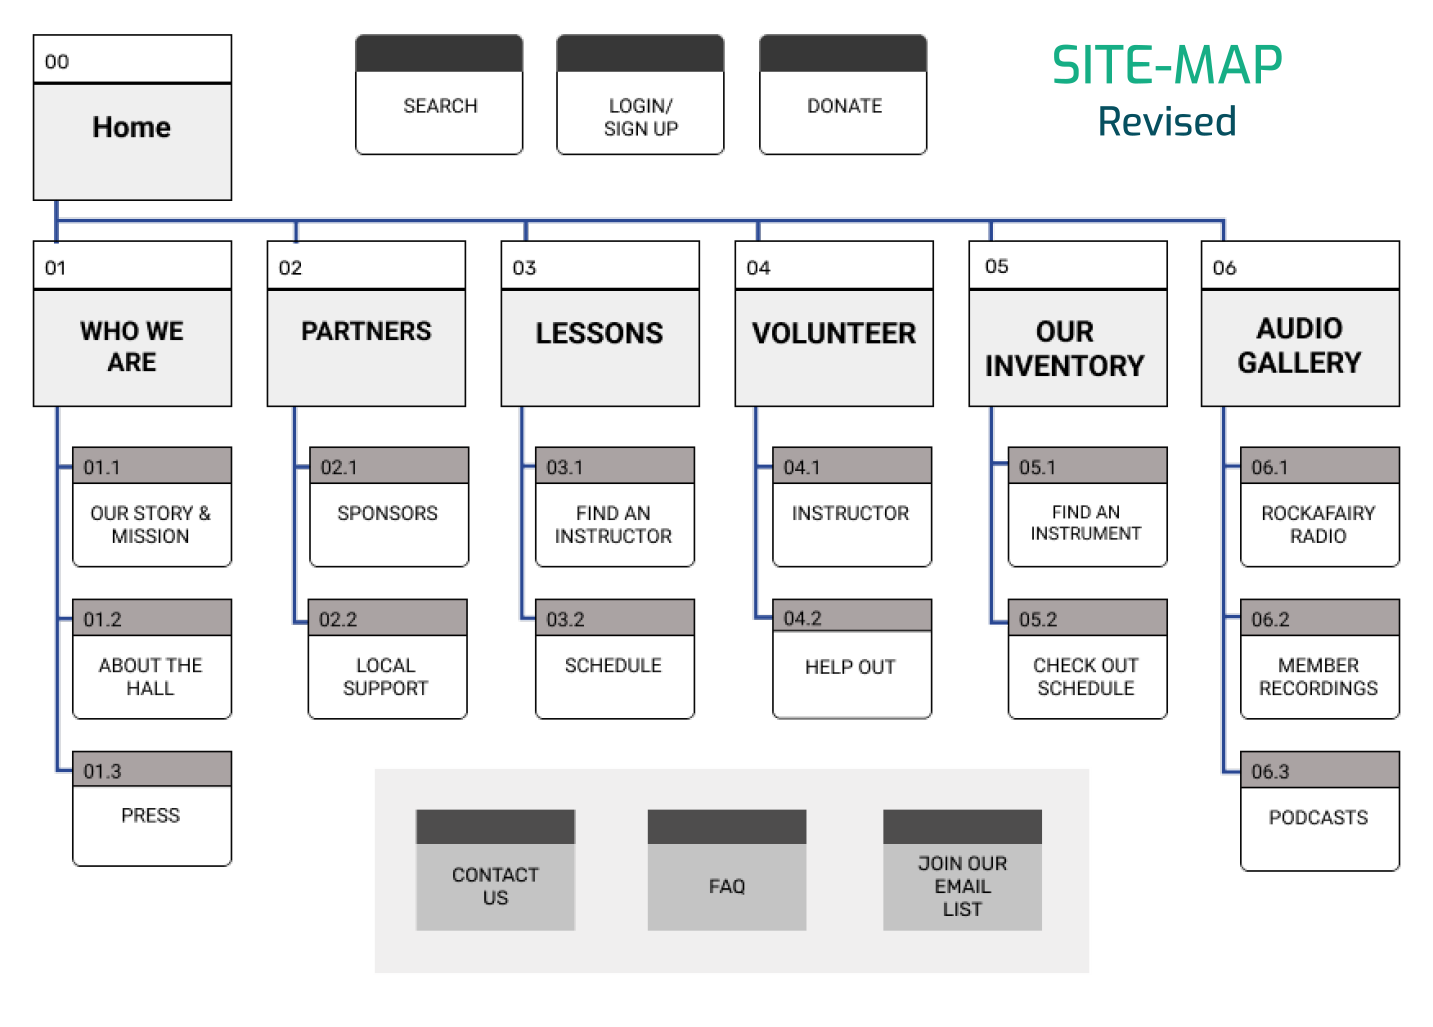 00
Home
SEARCH
LOGIN/
SIGN UP
DONATE
SITE-MAP
Revised
01
WHO WE
ARE
02
PARTNERS
03
LESSONS
04
VOLUNTEER
05
OUR
INVENTORY
06
AUDIO
GALLERY
01.1
OUR STORY &
MISSION
02.1
SPONSORS
03.1
FIND AN
INSTRUCTOR
04.1
INSTRUCTOR
05.1
FIND AN
INSTRUMENT
06.1
ROCKAFAIRY
RADIO
01.2
ABOUT THE
HALL
02.2
LOCAL
SUPPORT
03.2
SCHEDULE
04.2
HELP OUT
05.2
CHECK OUT
SCHEDULE
06.2
MEMBER
RECORDINGS
01.3
PRESS
06.3
PODCASTS
CONTACT
US
FAQ
JOIN OUR
EMAIL
LIST